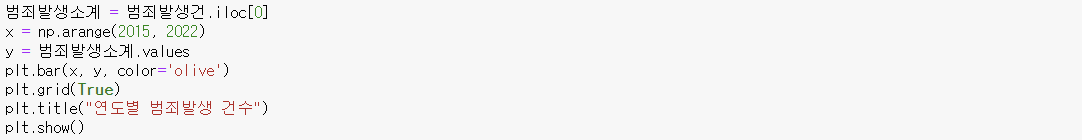 범죄발생소계 = 범죄발생건.iloc[0]
x = np.arange(2015, 2022)
y = 범죄발생소계.values
plt.bar(x, y, color='olive')
plt.grid(True)
plt.title("연도별 범죄발생 건수")
plt.show()